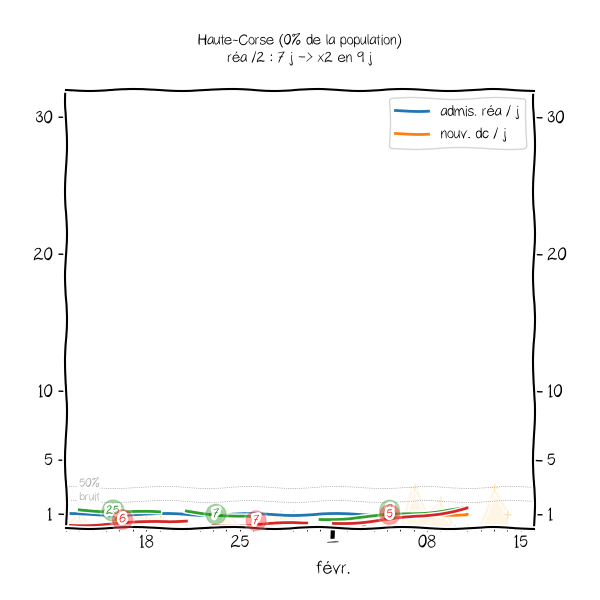 Haute-Corse (0% de la population)
réa /2 : 7 j -> x2 en 9 j
admis. réa / j
nouv. dc / j
30 30
20 20
10 10
5 5
50%
bruit
1 1
25 6 7 7 5
18 25 1 08 15
févr.